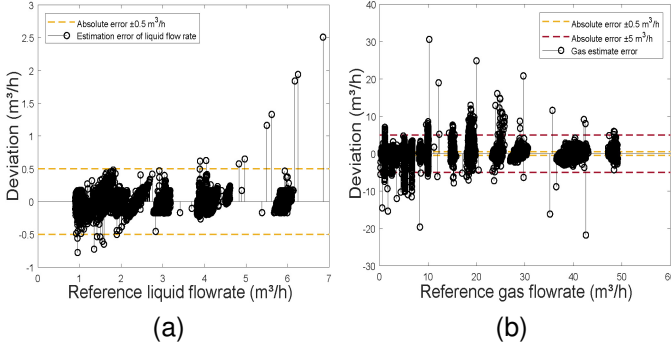 Absolute error ±0.5 m³/h
Estimation error of liquid flow rate
3
2.5
2
1.5
1
0.5
0
-0.5
-1
Deviation (m³/h)
0 1 2 3 4 5 6 7
Reference liquid flowrate (m³/h)
(a)
Absolute error ±0.5 m³/h
Absolute error ±5 m³/h
Gas estimate error
40
30
20
10
0
-10
-20
-30
Deviation (m³/h)
0 10 20 30 40 50 60
Reference gas flowrate (m³/h)
(b)